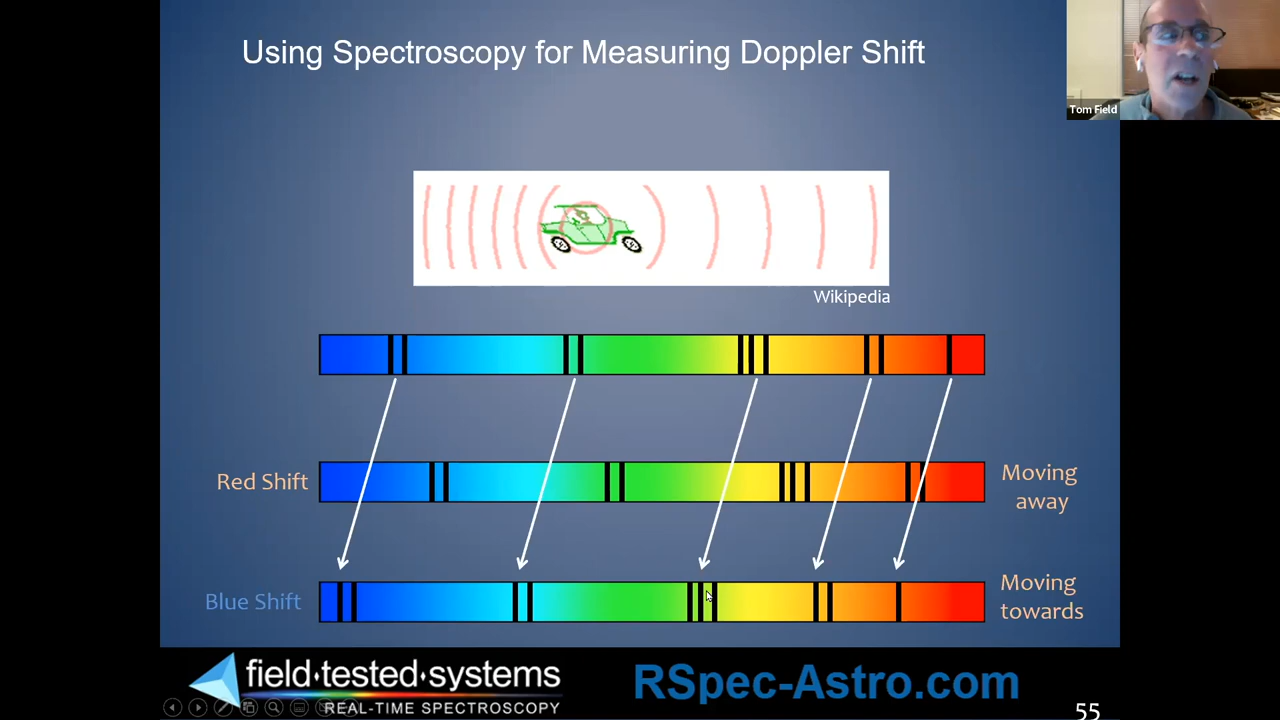 Using Spectroscopy for Measuring Doppler Shift
Tom Field
Wikipedia
Red Shift
Moving
away
Blue Shift
Moving
towards
field·tested·systems
REAL-TIME SPECTROSCOPY
RSpec-Astro.com
55